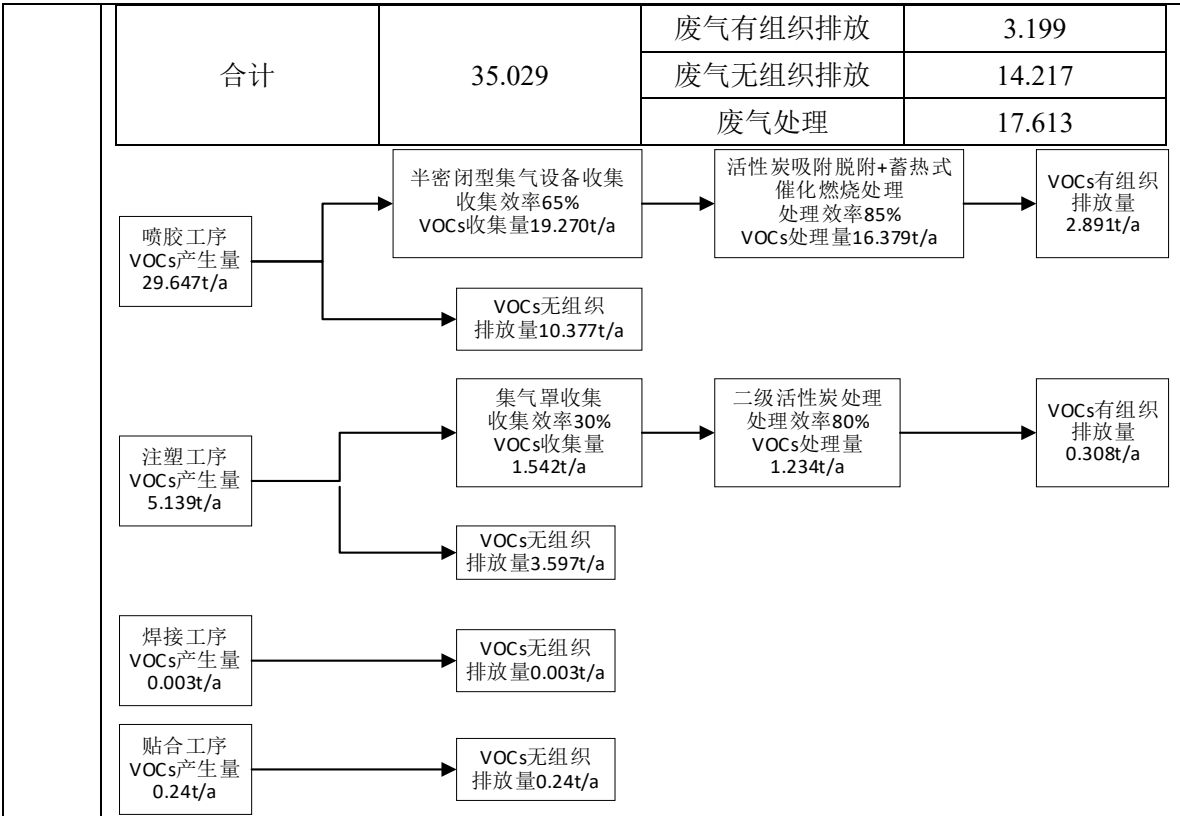 合计 35.029 废气有组织排放 3.199
废气无组织排放 14.217
废气处理 17.613
喷胶工序
VOCs产生量
29.647t/a
半密闭型集气设备收集
收集效率65%
VOCs收集量19.270t/a
活性炭吸附脱附+蓄热式
催化燃烧处理
处理效率85%
VOCs处理量16.379t/a
VOCs有组织
排放量
2.891t/a
VOCs无组织
排放量10.377t/a
注塑工序
VOCs产生量
5.139t/a
集气罩收集
收集效率30%
VOCs收集量
1.542t/a
二级活性炭处理
处理效率80%
VOCs处理量
1.234t/a
VOCs有组织
排放量
0.308t/a
VOCs无组织
排放量3.597t/a
焊接工序
VOCs产生量
0.003t/a
VOCs无组织
排放量0.003t/a
贴合工序
VOCs产生量
0.24t/a
VOCs无组织
排放量0.24t/a